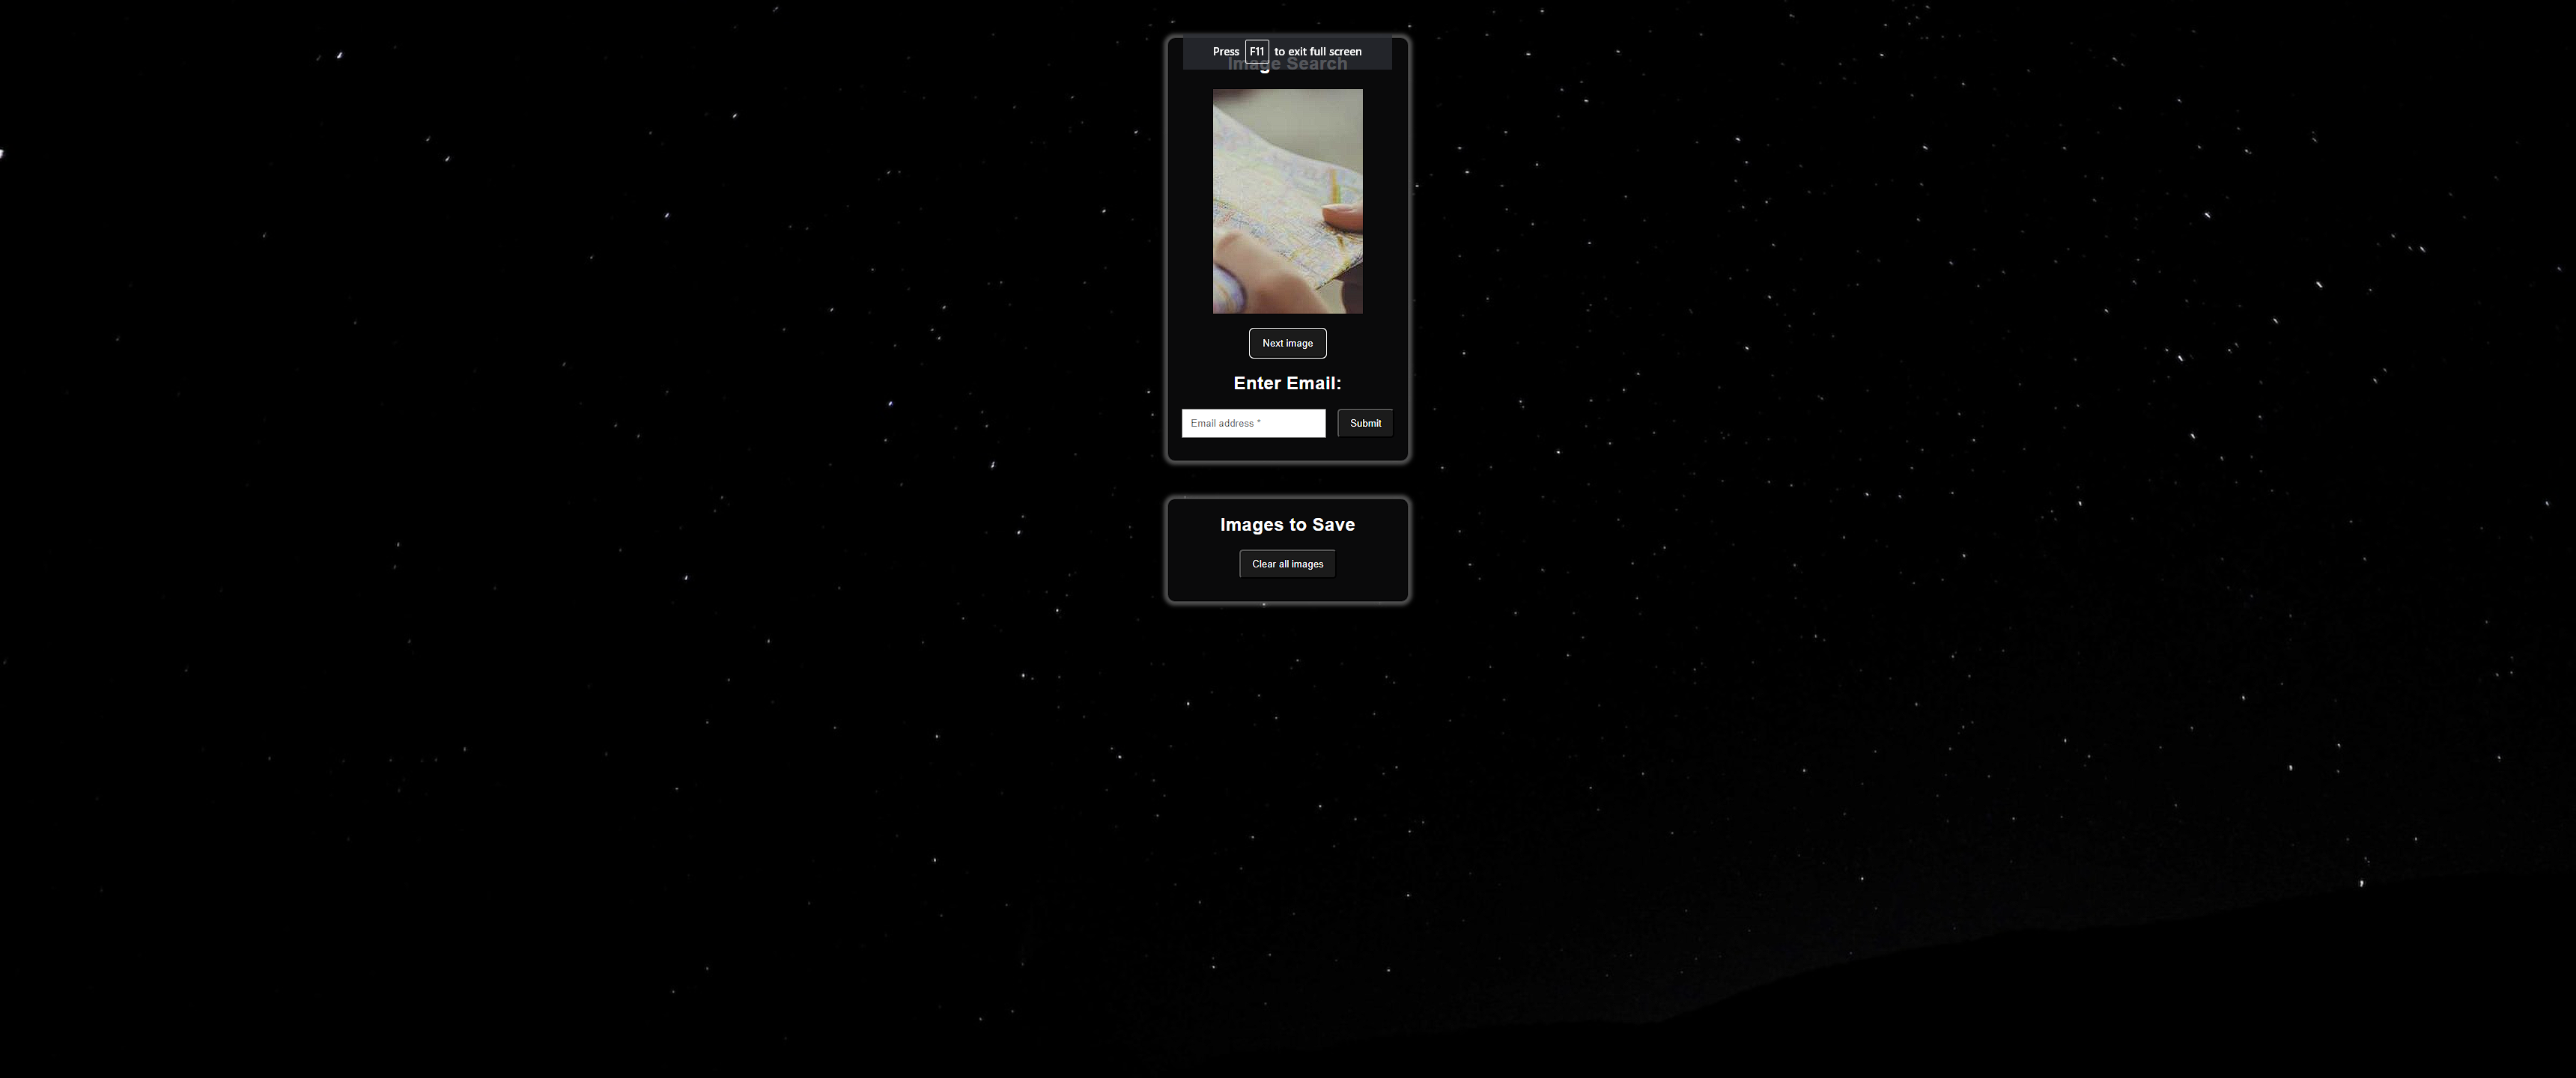 Press F11 to exit full screen
Image Search
Next image
Enter Email:
Email address *
Submit
Images to Save
Clear all images